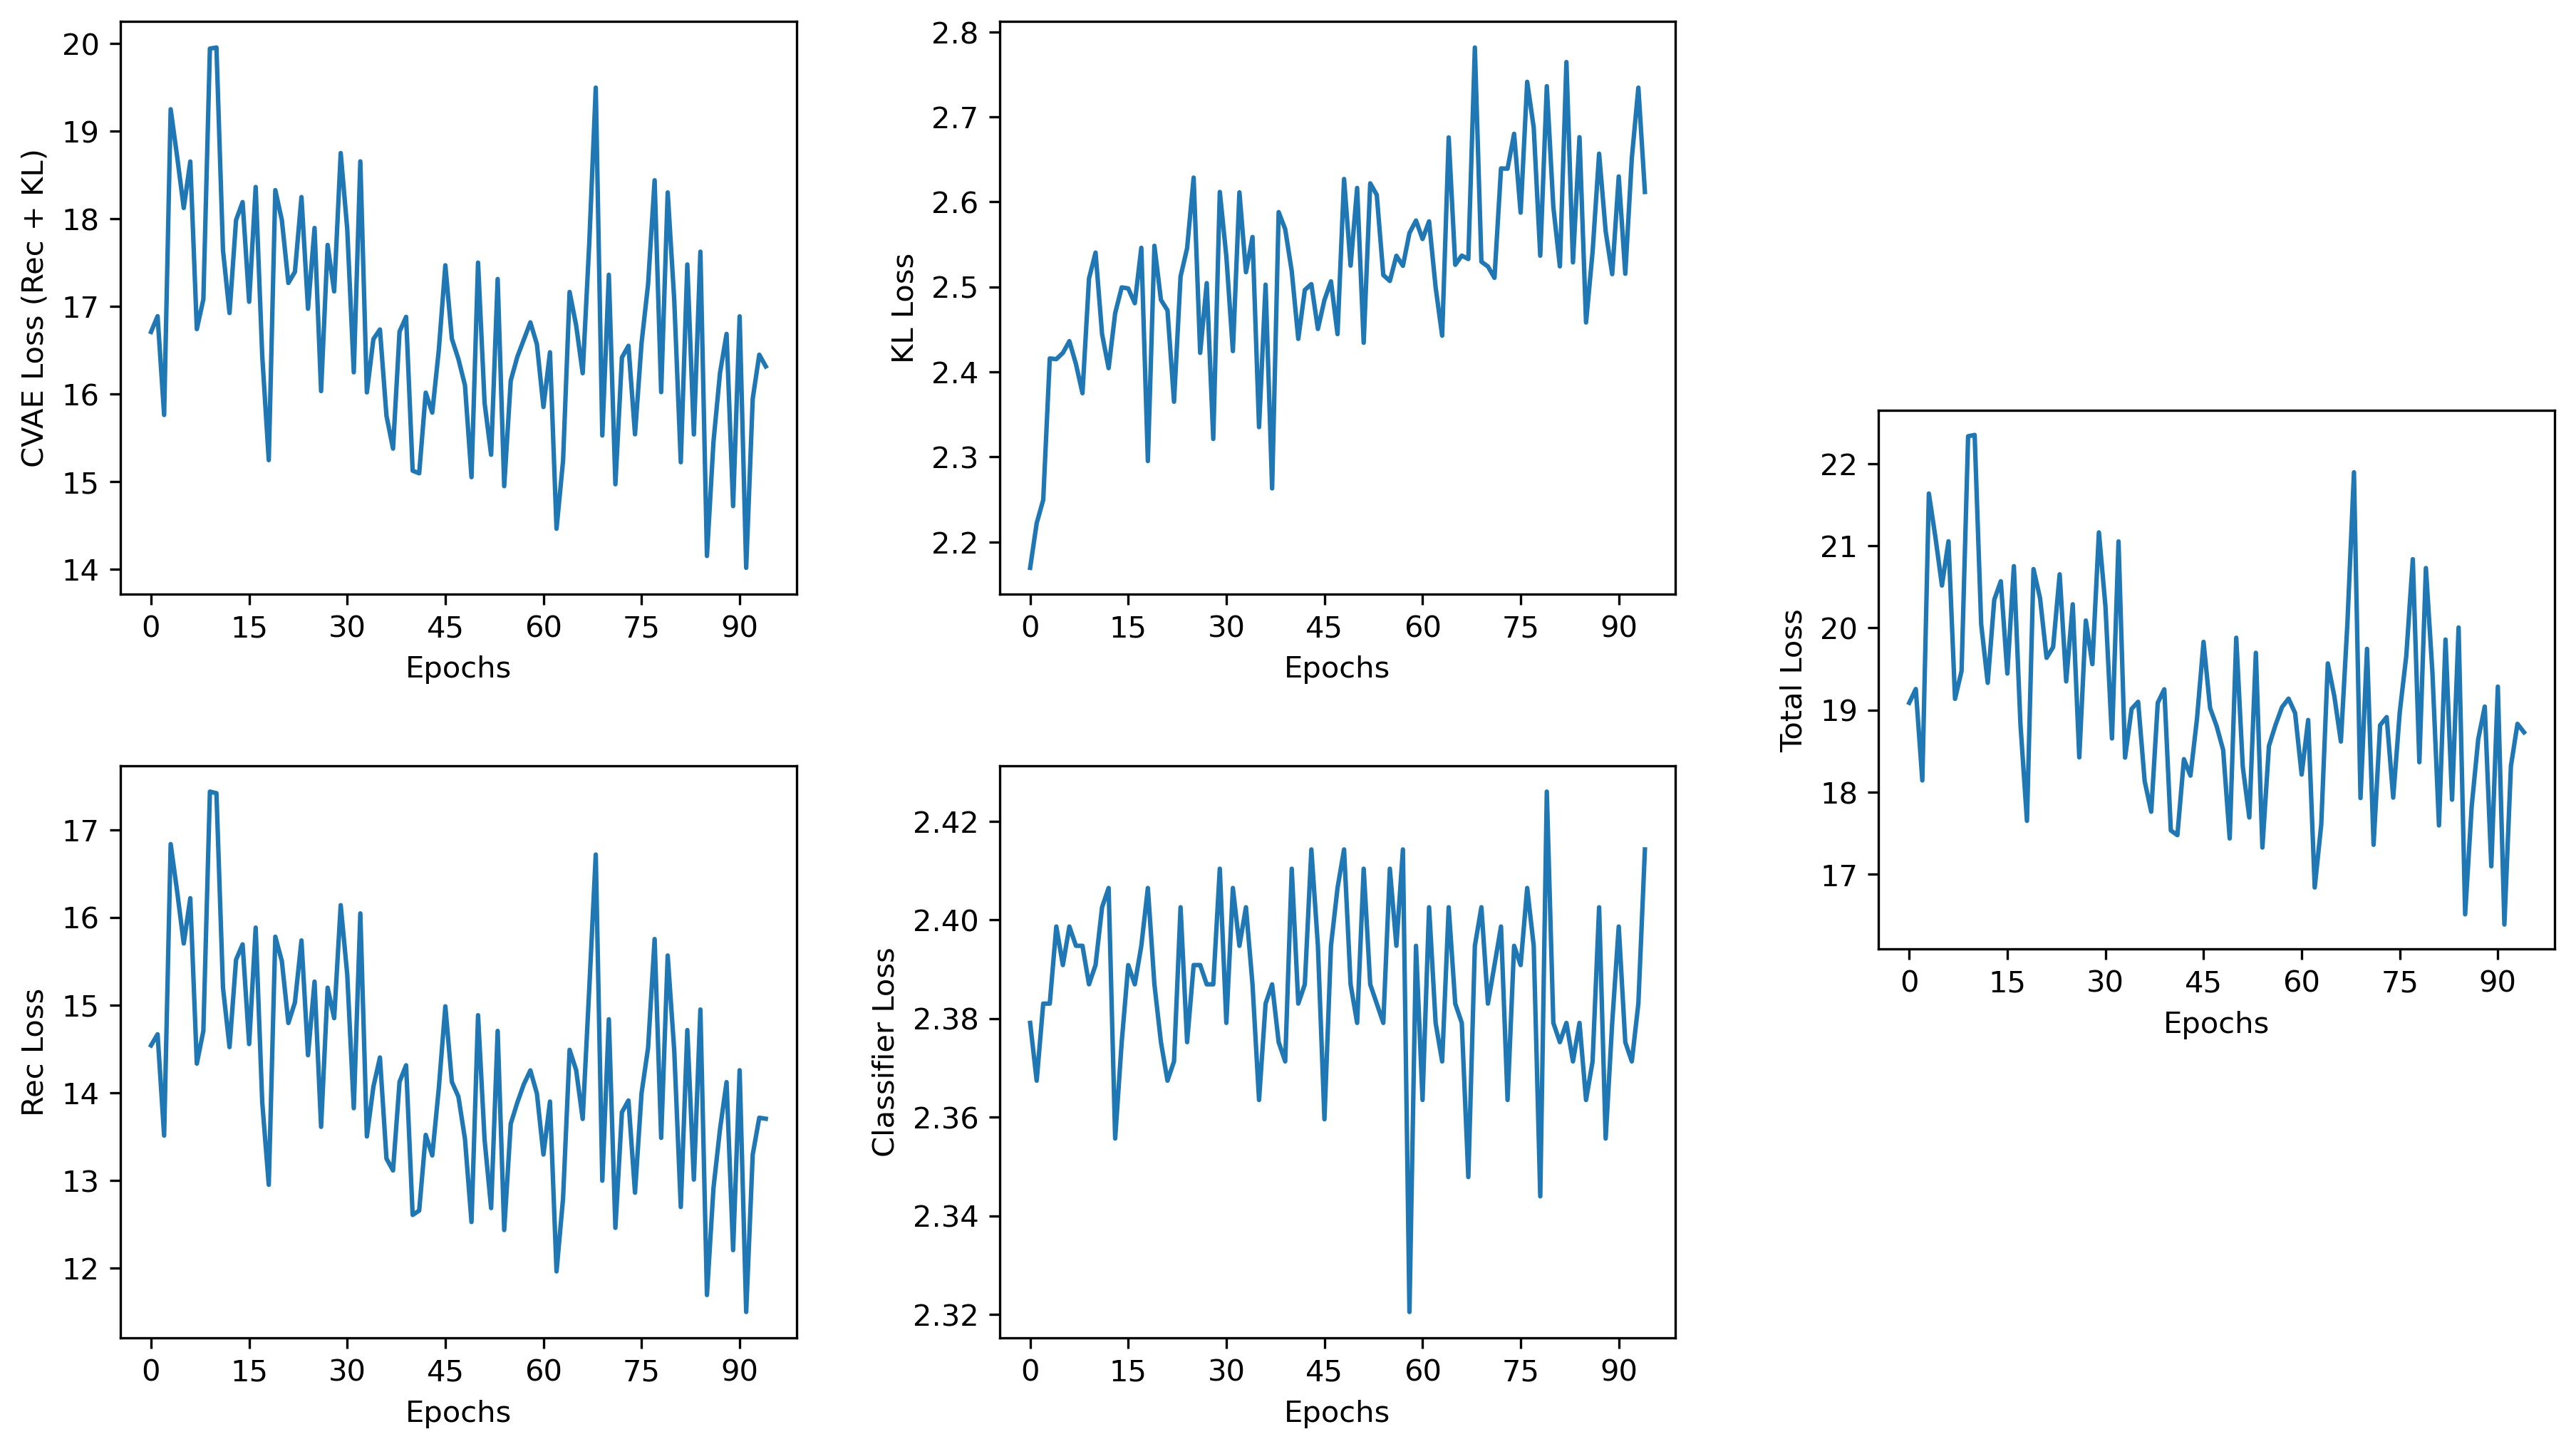 CVAE Loss (Rec + KL)
20
19
18
17
16
15
14
0 15 30 45 60 75 90
Epochs
KL Loss
2.8
2.7
2.6
2.5
2.4
2.3
2.2
0 15 30 45 60 75 90
Epochs
Rec Loss
17
16
15
14
13
12
0 15 30 45 60 75 90
Epochs
Classifier Loss
2.42
2.40
2.38
2.36
2.34
2.32
0 15 30 45 60 75 90
Epochs
Total Loss
22
21
20
19
18
17
0 15 30 45 60 75 90
Epochs